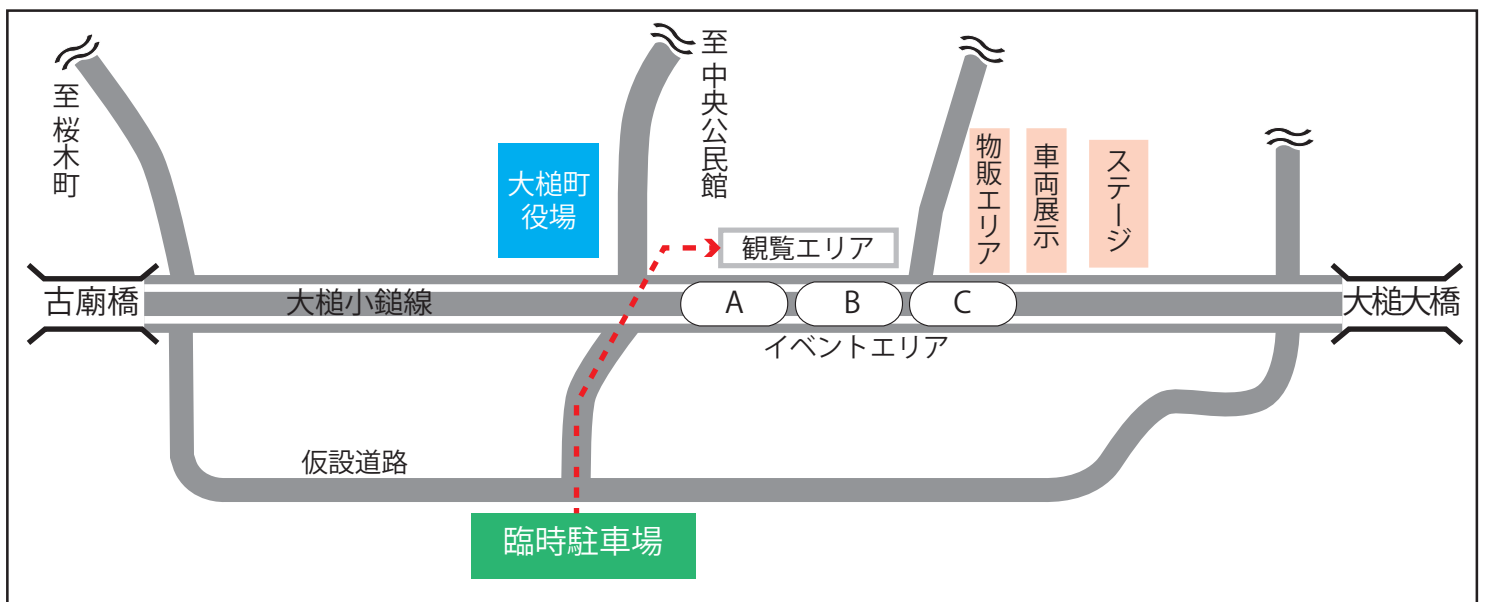 至 桜木町
至 中央公民館
大槌町
役場
物販エリア
車両展示
ステージ
観覧エリア
古廟橋
大槌小鎚線
A
B
C
大槌大橋
イベントエリア
仮設道路
臨時駐車場